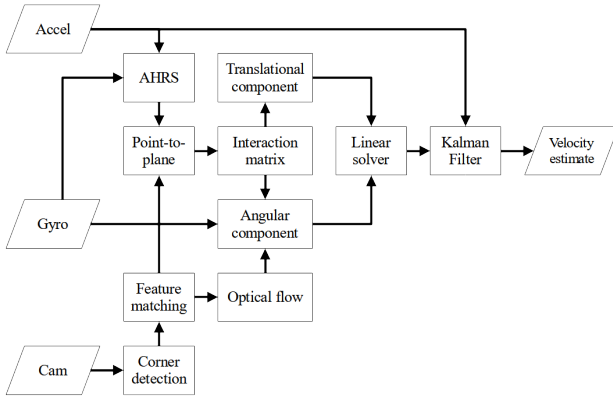 Accel
AHRS
Translational
component
Point-to-
plane
Interaction
matrix
Linear
solver
Kalman
Filter
Velocity
estimate
Gyro
Angular
component
Feature
matching
Optical flow
Cam
Corner
detection